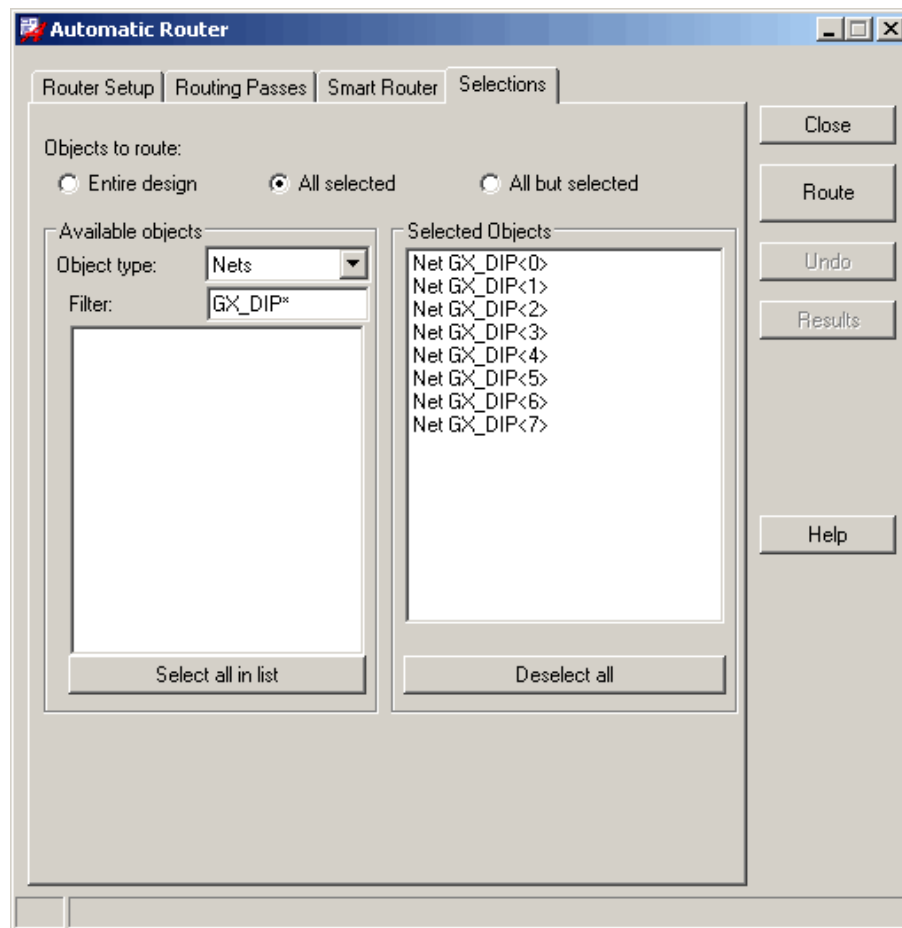 Automatic Router
Router Setup
Routing Passes
Smart Router
Selections
Objects to route:
Entire design
All selected
All but selected
Available objects
Object type:
Nets
Filter:
GX_DIP*
Select all in list
Selected Objects
Net GX_DIP<0>
Net GX_DIP<1>
Net GX_DIP<2>
Net GX_DIP<3>
Net GX_DIP<4>
Net GX_DIP<5>
Net GX_DIP<6>
Net GX_DIP<7>
Deselect all
Close
Route
Undo
Results
Help